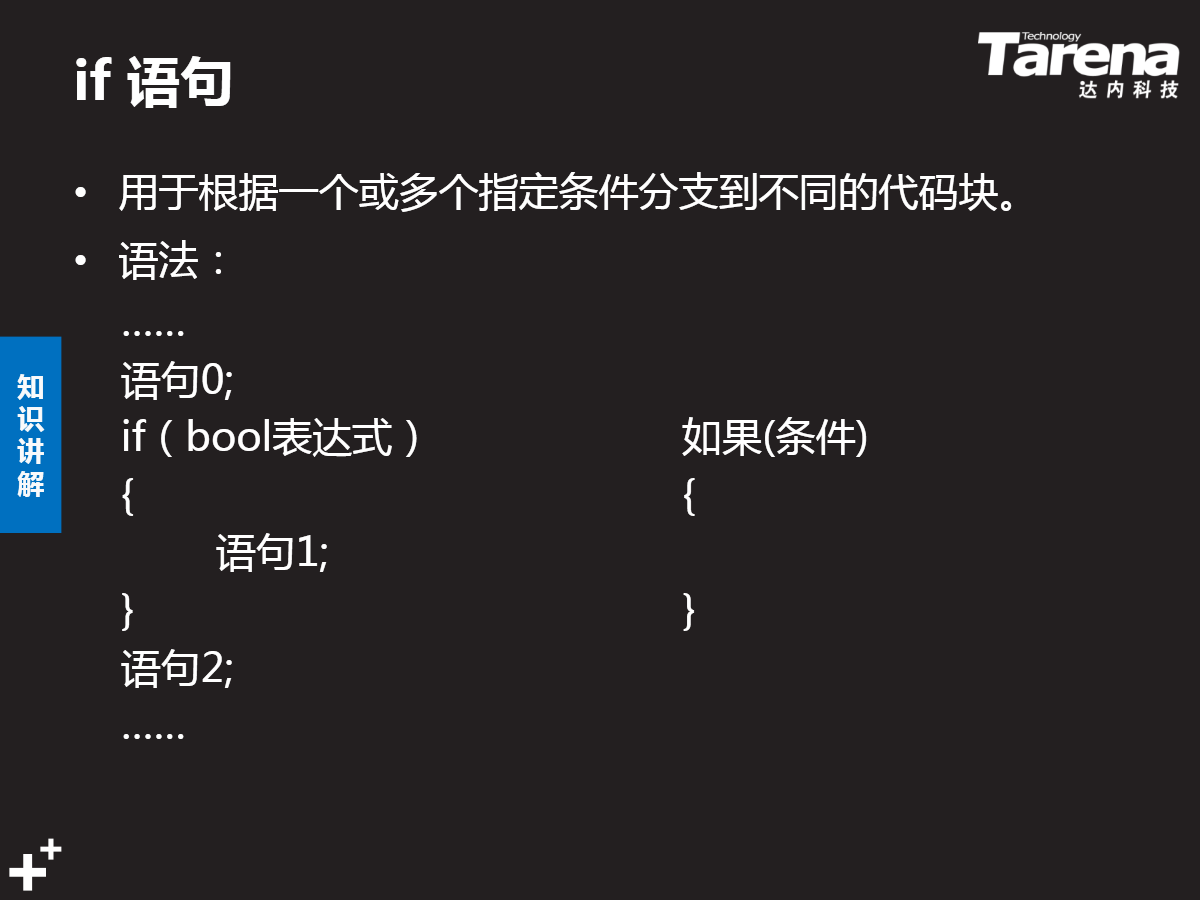 if 语句
Technology
Tarena
达内科技
• 用于根据一个或多个指定条件分支到不同的代码块。
• 语法：
……
语句0;
if（bool表达式） 如果(条件)
{ {
语句1;
} }
语句2;
……
知识讲解